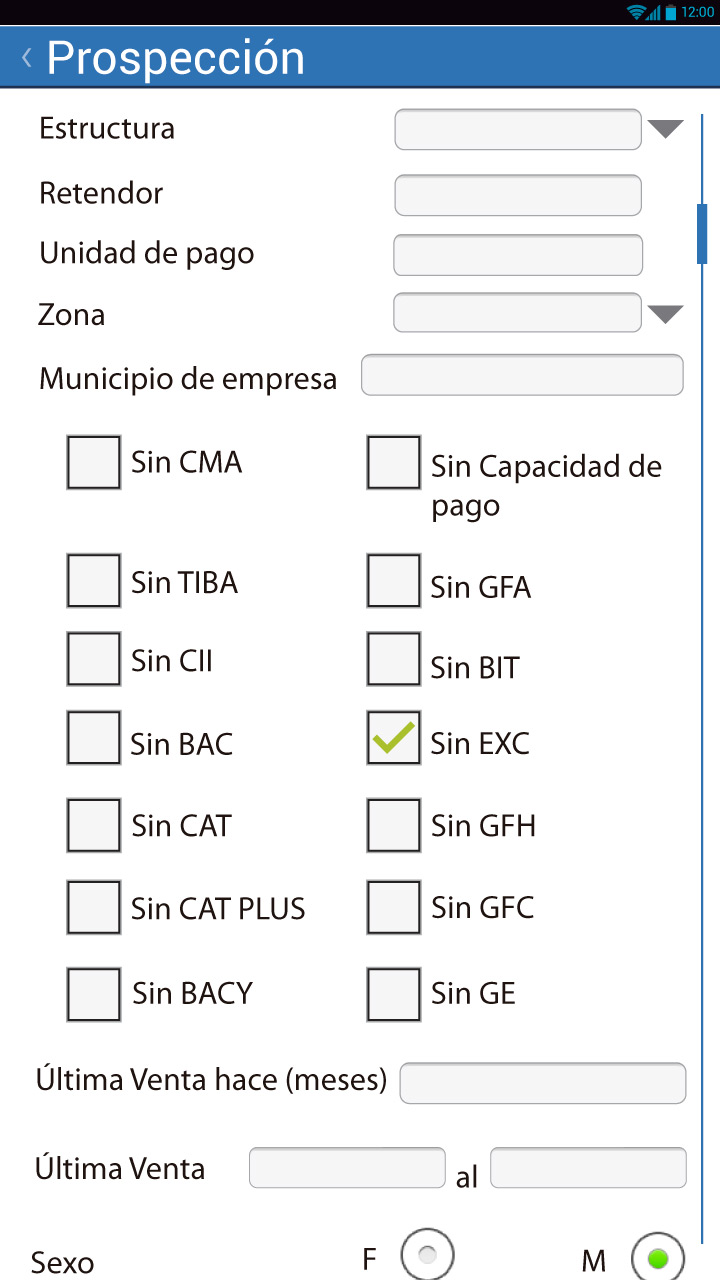 12:00
Prospección
Estructura
Retendor
Unidad de pago
Zona
Municipio de empresa
Sin CMA
Sin Capacidad de
pago
Sin TIBA
Sin GFA
Sin CII
Sin BIT
Sin BAC
Sin EXC
Sin CAT
Sin GFH
Sin CAT PLUS
Sin GFC
Sin BACY
Sin GE
Última Venta hace (meses)
Última Venta al
Sexo F M